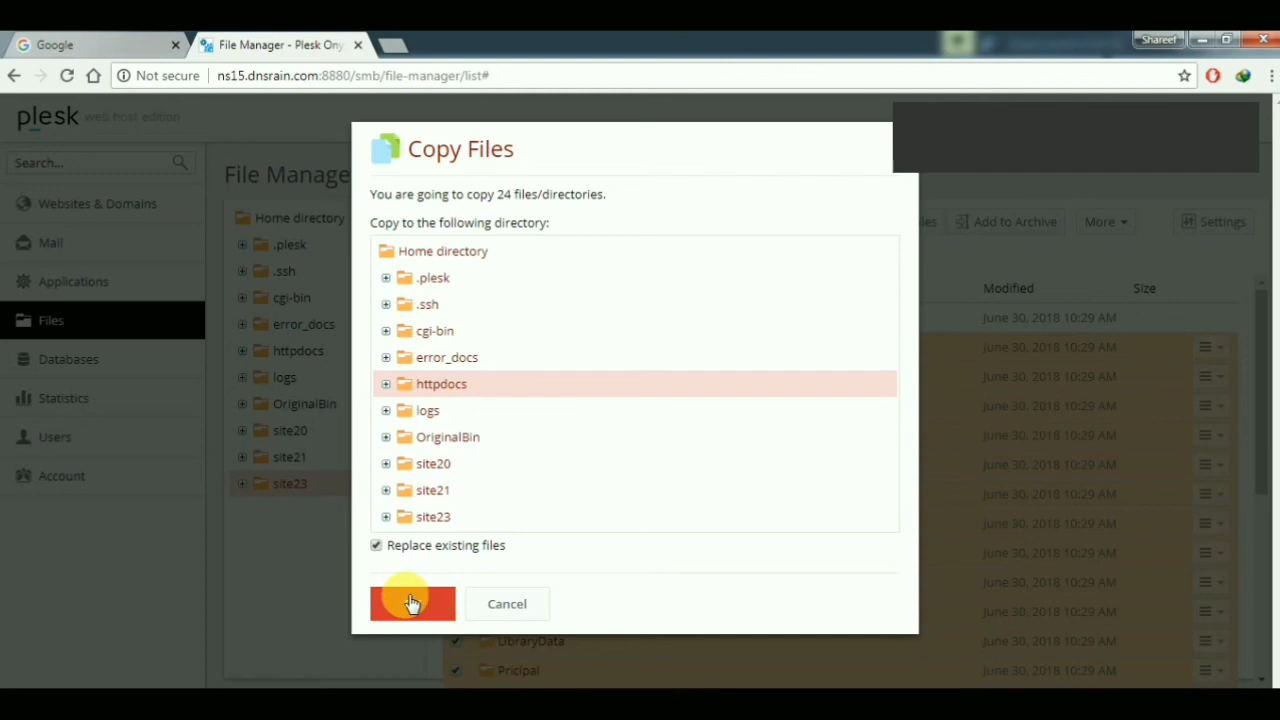 Google
File Manager - Plesk Ony
Shareef
Not secure
ns15.dnsrain.com:8880/smb/file-manager/list#
plesk web host edition
Search...
Websites & Domains
Mail
Applications
Files
Databases
Statistics
Users
Account
File Manage
Home directory
.plesk
.ssh
cgi-bin
error_docs
httpdocs
logs
OriginalBin
site20
site21
site23
Copy Files
You are going to copy 24 files/directories.
Copy to the following directory:
Home directory
.plesk
.ssh
cgi-bin
error_docs
httpdocs
logs
OriginalBin
site20
site21
site23
Replace existing files
Cancel
les
Add to Archive
More
Settings
Modified
Size
June 30, 2018 10:29 AM
June 30, 2018 10:29 AM
June 30, 2018 10:29 AM
June 30, 2018 10:29 AM
June 30, 2018 10:29 AM
June 30, 2018 10:29 AM
June 30, 2018 10:29 AM
June 30, 2018 10:29 AM
June 30, 2018 10:29 AM
June 30, 2018 10:29 AM
June 30, 2018 10:29 AM
LibraryData June 30, 2018 10:29 AM
Pricipal June 30, 2018 10:29 AM